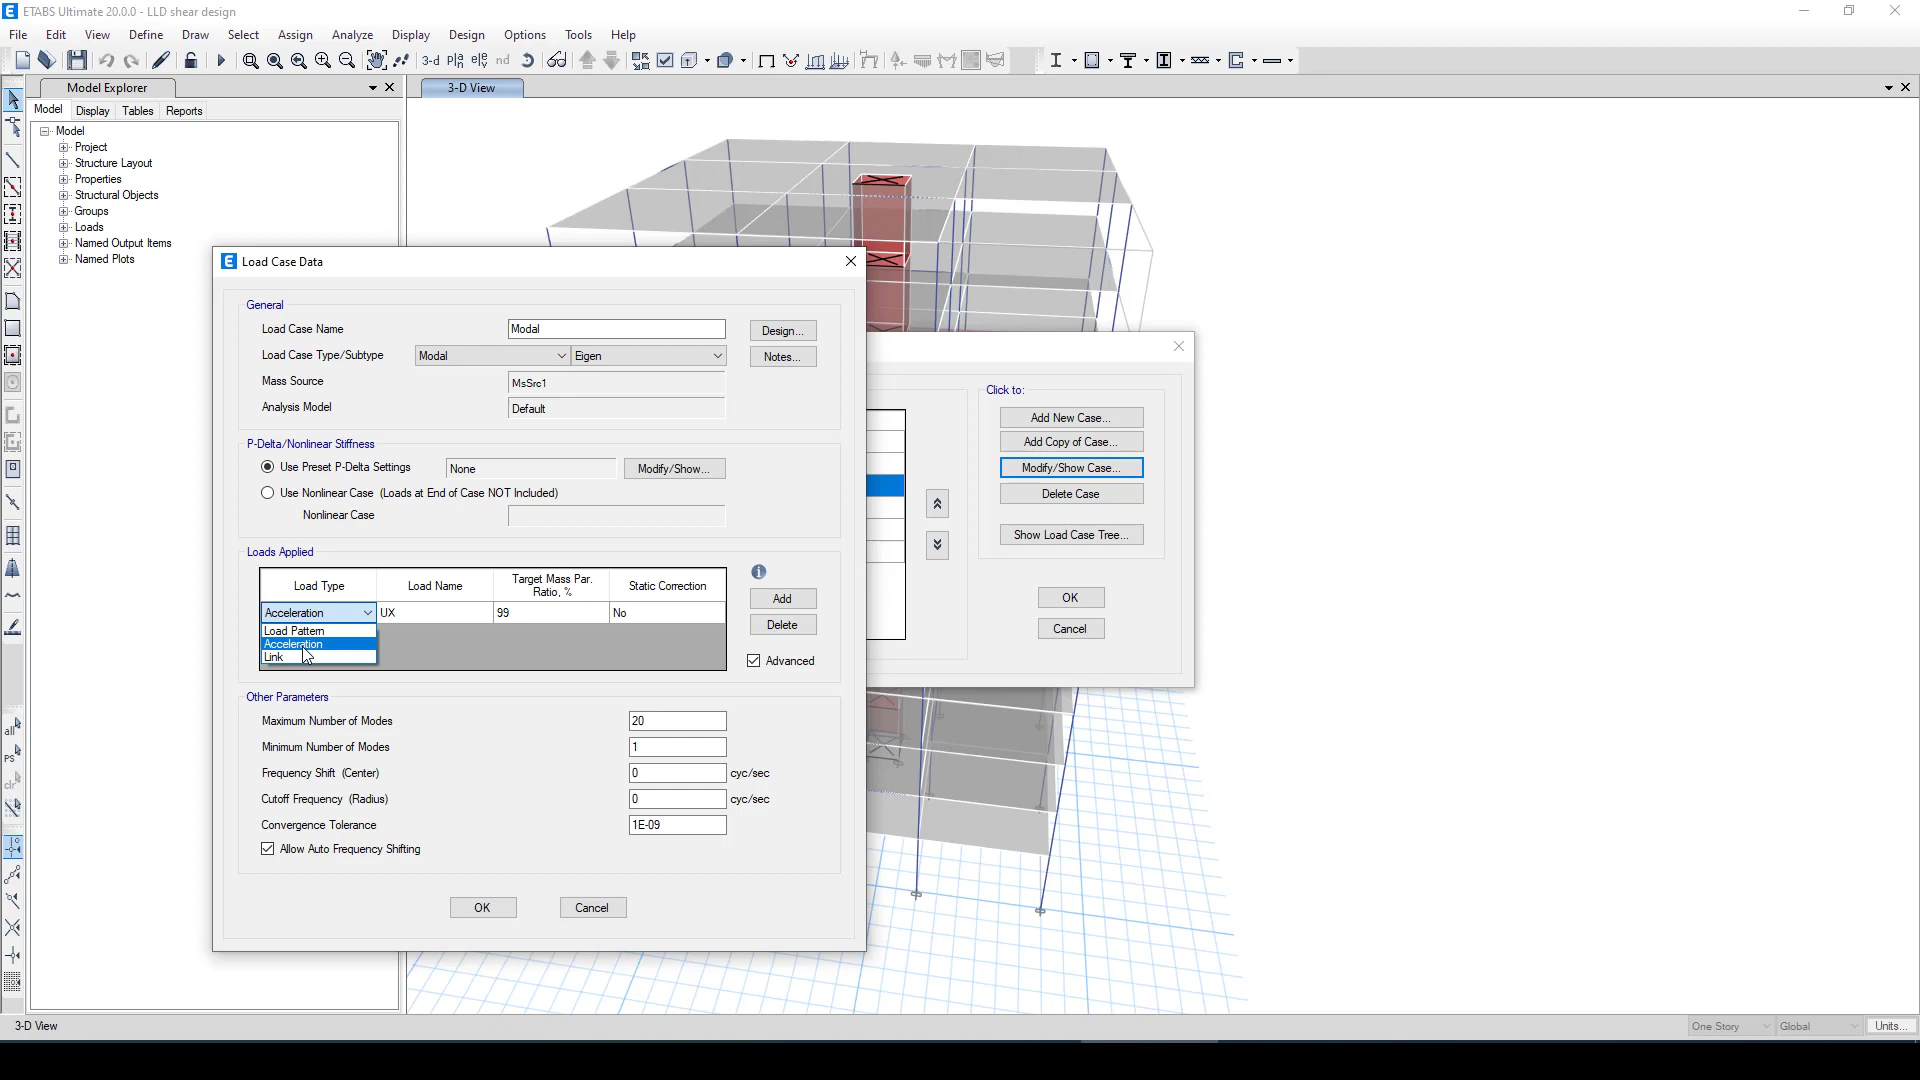 ETABS Ultimate 20.0.0 - LLD shear design
File Edit View Define Draw Select Assign Analyze Display Design Options Tools Help
3-d
nd
Model Explorer
3-D View
Model Display Tables Reports
Model
Project
Structure Layout
Properties
Structural Objects
Groups
Loads
Named Output Items
Named Plots
Load Case Data
General
Load Case Name Modal Design...
Load Case Type/Subtype Modal Eigen Notes...
Mass Source MsSrc1
Analysis Model Default
P-Delta/Nonlinear Stiffness
Use Preset P-Delta Settings None Modify/Show...
Use Nonlinear Case (Loads at End of Case NOT Included)
Nonlinear Case
Loads Applied
Load Type Load Name Target Mass Par. Ratio, % Static Correction
Acceleration UX 99 No
Load Pattern
Acceleration
Link
Add
Delete
Advanced
Other Parameters
Maximum Number of Modes 20
Minimum Number of Modes 1
Frequency Shift (Center) 0 cyc/sec
Cutoff Frequency (Radius) 0 cyc/sec
Convergence Tolerance 1E-09
Allow Auto Frequency Shifting
OK Cancel
Click to:
Add New Case...
Add Copy of Case...
Modify/Show Case...
Delete Case
Show Load Case Tree...
OK
Cancel
all
PS
clr
3-D View
One Story Global Units...